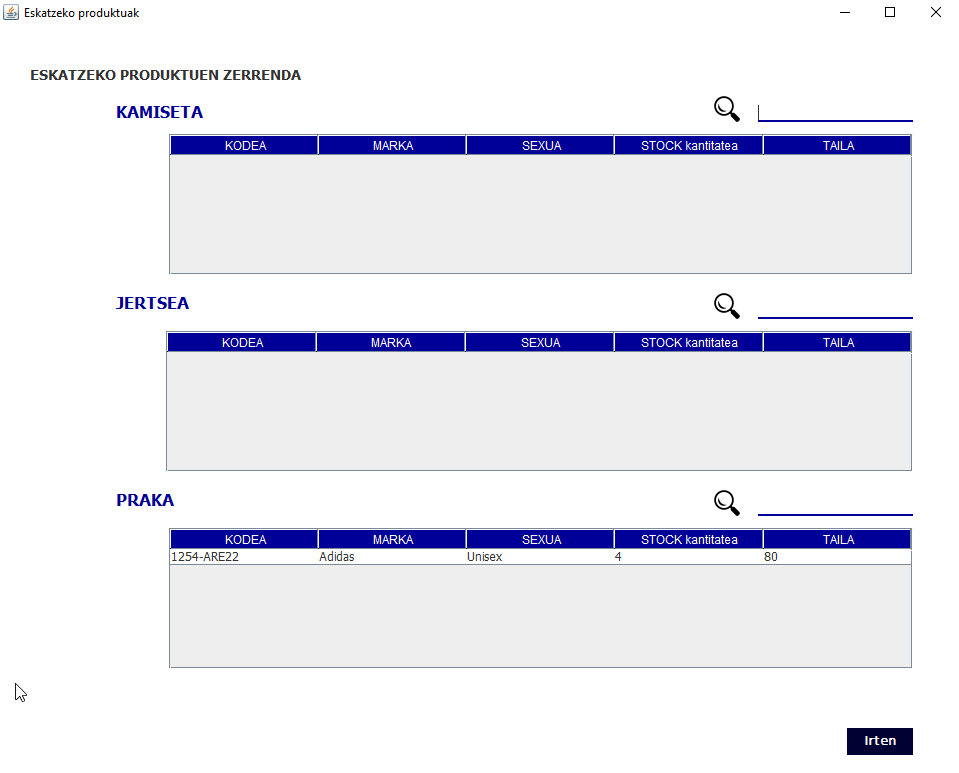 Eskatzeko produktuak
ESKATZEKO PRODUKTUEN ZERRENDA
KAMISETA
KODEA MARKA SEXUA STOCK kantitatea TAILA
JERTSEA
KODEA MARKA SEXUA STOCK kantitatea TAILA
PRAKA
KODEA MARKA SEXUA STOCK kantitatea TAILA
1254-ARE22 Adidas Unisex 4 80
Irten